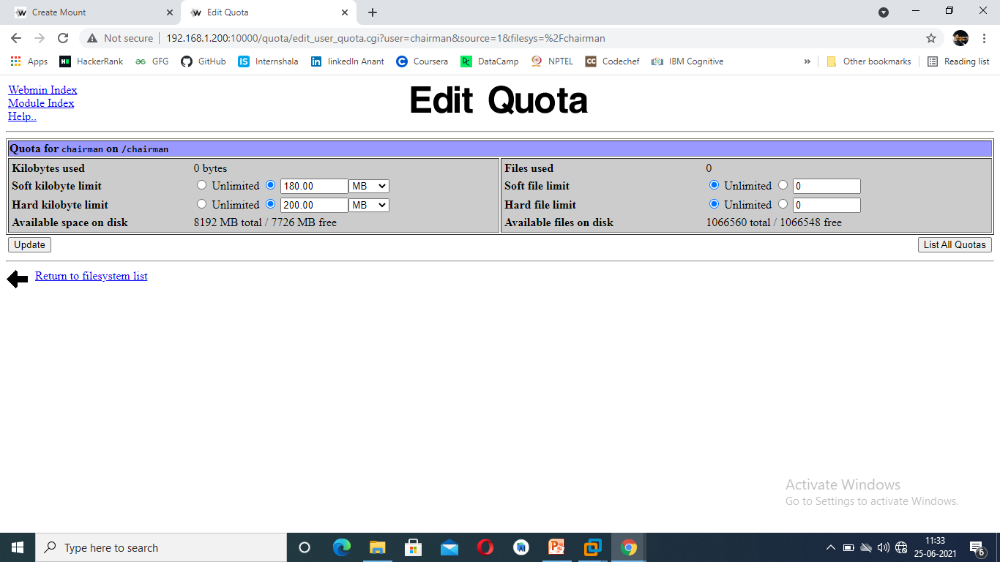 Create Mount
Edit Quota
Not secure
192.168.1.200:10000/quota/edit_user_quota.cgi?user=chairman&source=1&filesys=%2Fchairman
Apps HackerRank GFG GitHub Internshala linkedIn Anant Coursera DataCamp NPTEL Codechef IBM Cognitive » Other bookmarks Reading list
Webmin Index
Module Index
Help..
Edit Quota
Quota for chairman on /chairman
Kilobytes used 0 bytes Files used 0
Soft kilobyte limit Unlimited 180.00 MB Soft file limit Unlimited 0
Hard kilobyte limit Unlimited 200.00 MB Hard file limit Unlimited 0
Available space on disk 8192 MB total / 7726 MB free Available files on disk 1066560 total / 1066548 free
Update List All Quotas
Return to filesystem list
Activate Windows
Go to Settings to activate Windows.
Type here to search
11:33
25-06-2021
6